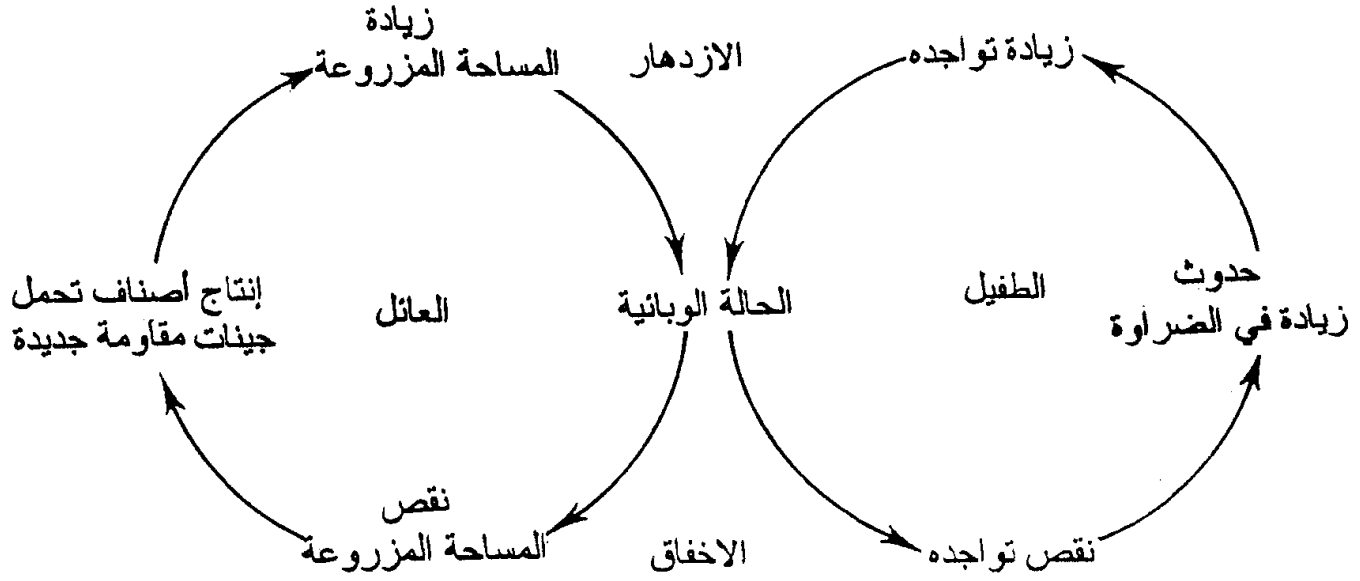 زيادة تواجده
الازدهار
زيادة
المساحة المزروعة
حدوث
زيادة في الضراوة
الطفيل
الحالة الوبائية
العائل
إنتاج أصناف تحمل
جينات مقاومة جديدة
نقص تواجده
الاخفاق
نقص
المساحة المزروعة